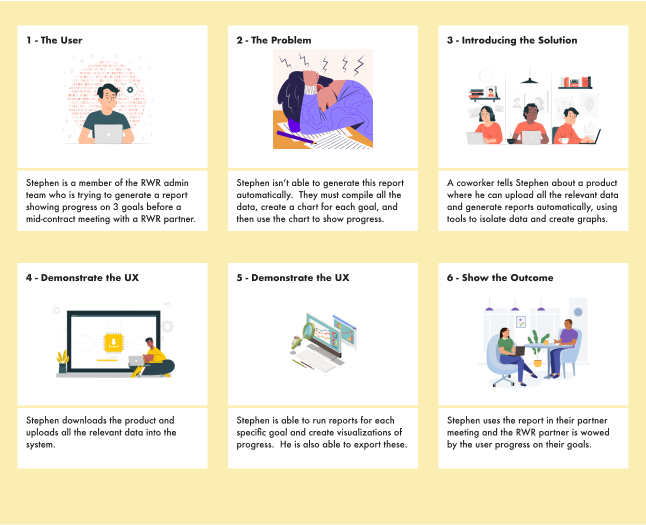 1 - The User
2 - The Problem
3 - Introducing the Solution
Stephen is a member of the RWR admin
team who is trying to generate a report
showing progress on 3 goals before a
mid-contract meeting with a RWR partner.
Stephen isn't able to generate this report
automatically.  They must compile all the
data, create a chart for each goal, and
then use the chart to show progress.
A coworker tells Stephen about a product
where he can upload all the relevant data
and generate reports automatically, using
tools to isolate data and create graphs.
4 - Demonstrate the UX
5 - Demonstrate the UX
6 - Show the Outcome
Stephen downloads the product and
uploads all the relevant data into the
system.
Stephen is able to run reports for each
specific goal and create visualizations of
progress.  He is also able to export these.
Stephen uses the report in their partner
meeting and the RWR partner is wowed
by the user progress on their goals.